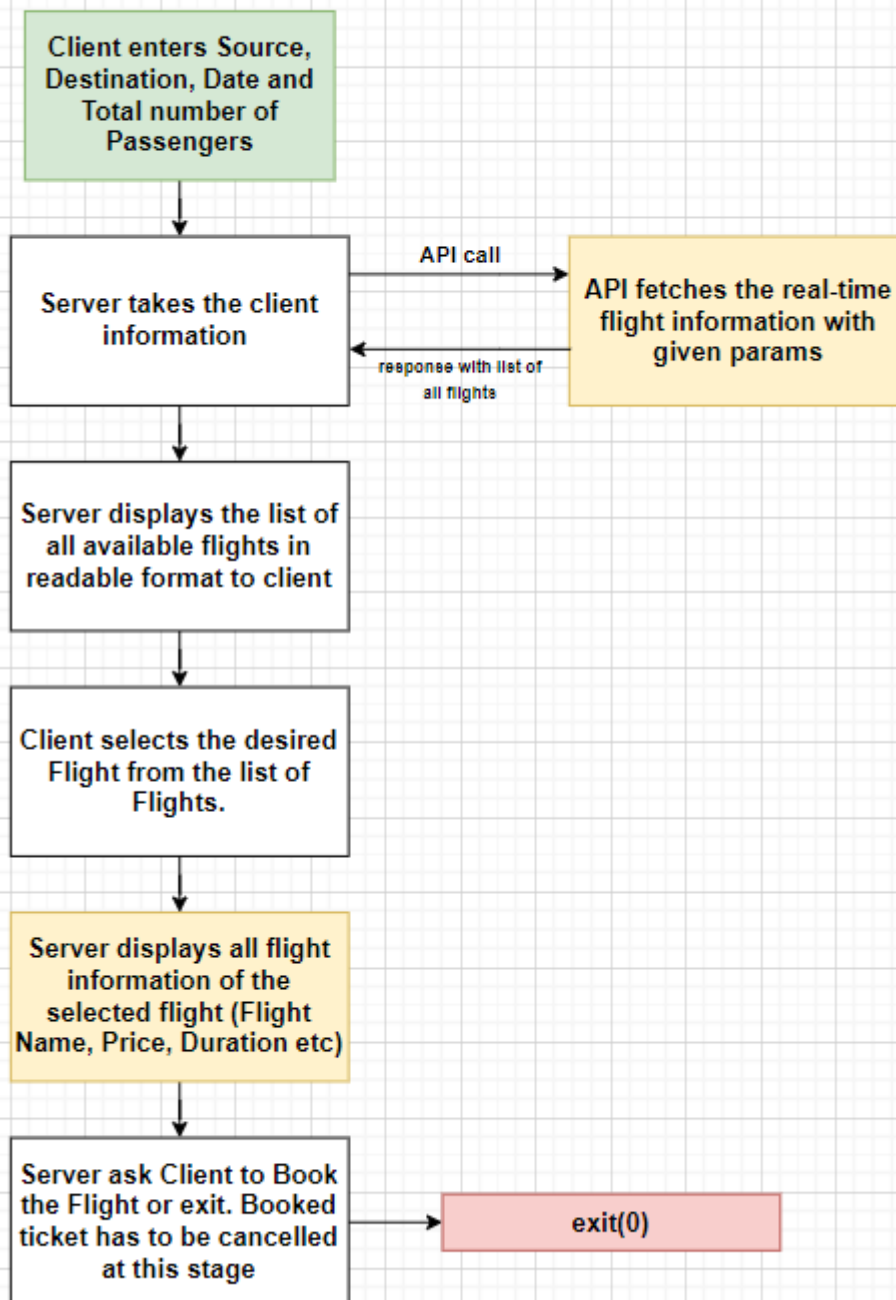 Client enters Source,
Destination, Date and
Total number of
Passengers
Server takes the client
information
API call
response with list of
all flights
API fetches the real-time
flight information with
given params
Server displays the list of
all available flights in
readable format to client
Client selects the desired
Flight from the list of
Flights.
Server displays all flight
information of the
selected flight (Flight
Name, Price, Duration etc)
Server ask Client to Book
the Flight or exit. Booked
ticket has to be cancelled
at this stage
exit(0)